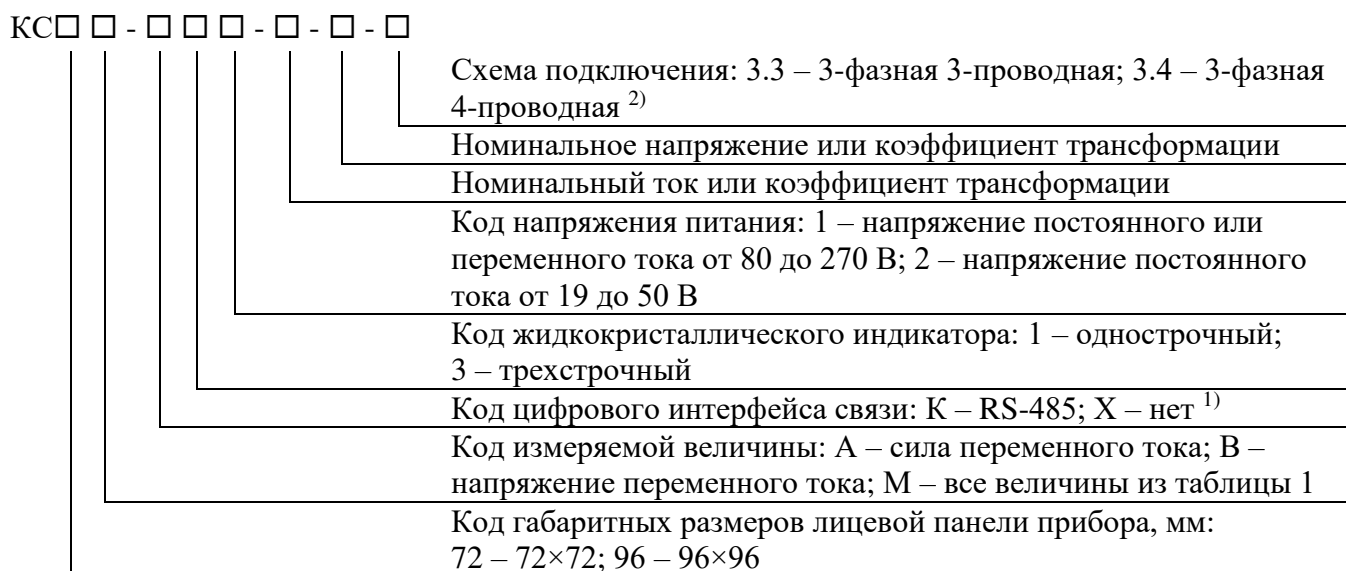 КС□ □ - □ □ □ - □ - □ - □
Схема подключения: 3.3 – 3-фазная 3-проводная; 3.4 – 3-фазная
4-проводная ²⁾
Номинальное напряжение или коэффициент трансформации
Номинальный ток или коэффициент трансформации
Код напряжения питания: 1 – напряжение постоянного или
переменного тока от 80 до 270 В; 2 – напряжение постоянного
тока от 19 до 50 В
Код жидкокристаллического индикатора: 1 – однострочный;
3 – трехстрочный
Код цифрового интерфейса связи: К – RS-485; Х – нет ¹⁾
Код измеряемой величины: А – сила переменного тока; В –
напряжение переменного тока; М – все величины из таблицы 1
Код габаритных размеров лицевой панели прибора, мм:
72 – 72×72; 96 – 96×96